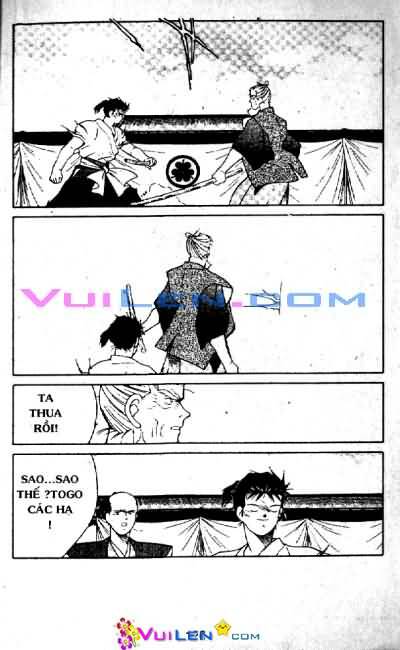 VUILEN.COM
TA
THUA
RỒI!!
SAO...SAO
THẾ ?TOGO
CÁC HẠ
!
VUILEN
.COM